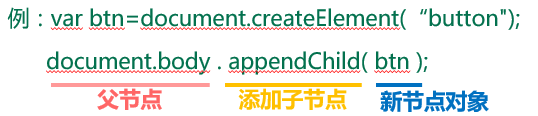 例：var btn=document.createElement(“button");
document.body . appendChild( btn );
父节点 添加子节点 新节点对象